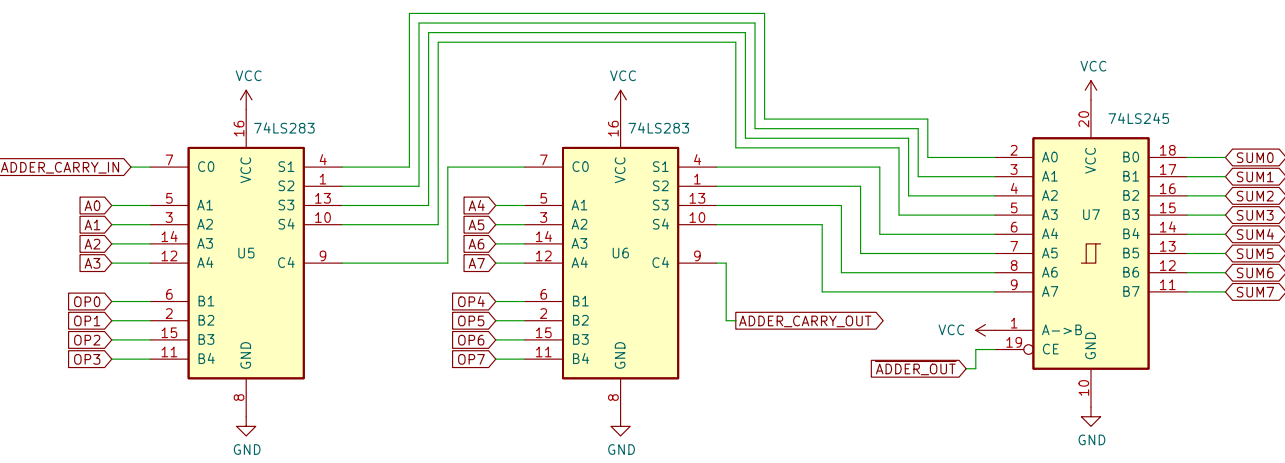 VCC
16
74LS283
ADDER_CARRY_IN
7
C0
VCC
S1
4
S2
1
A0
5
A1
S3
13
A1
3
A2
S4
10
A2
14
A3
U5
A3
12
A4
C4
9
OP0
6
B1
OP1
2
B2
OP2
15
B3
GND
OP3
11
B4
8
GND
VCC
16
74LS283
7
C0
VCC
S1
4
S2
1
A4
5
A1
S3
13
A5
3
A2
S4
10
A6
14
A3
U6
A7
12
A4
C4
9
OP4
6
B1
OP5
2
B2
ADDER_CARRY_OUT
OP6
15
B3
GND
OP7
11
B4
8
GND
VCC
20
74LS245
2
A0
VCC
B0
18
SUM0
3
A1
B1
17
SUM1
4
A2
B2
16
SUM2
5
A3
U7
B3
15
SUM3
6
A4
B4
14
SUM4
7
A5
B5
13
SUM5
8
A6
B6
12
SUM6
9
A7
B7
11
SUM7
VCC
1
A->B
19
CE
GND
ADDER_OUT
10
GND